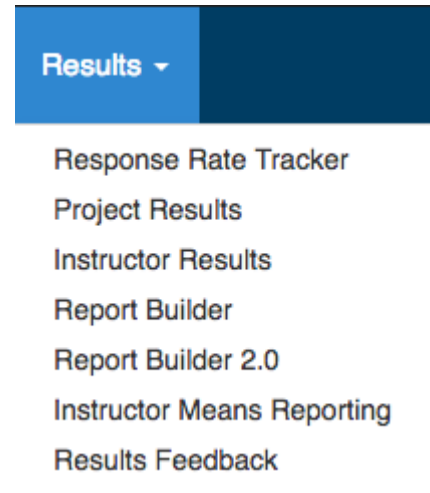 Results
Response Rate Tracker
Project Results
Instructor Results
Report Builder
Report Builder 2.0
Instructor Means Reporting
Results Feedback